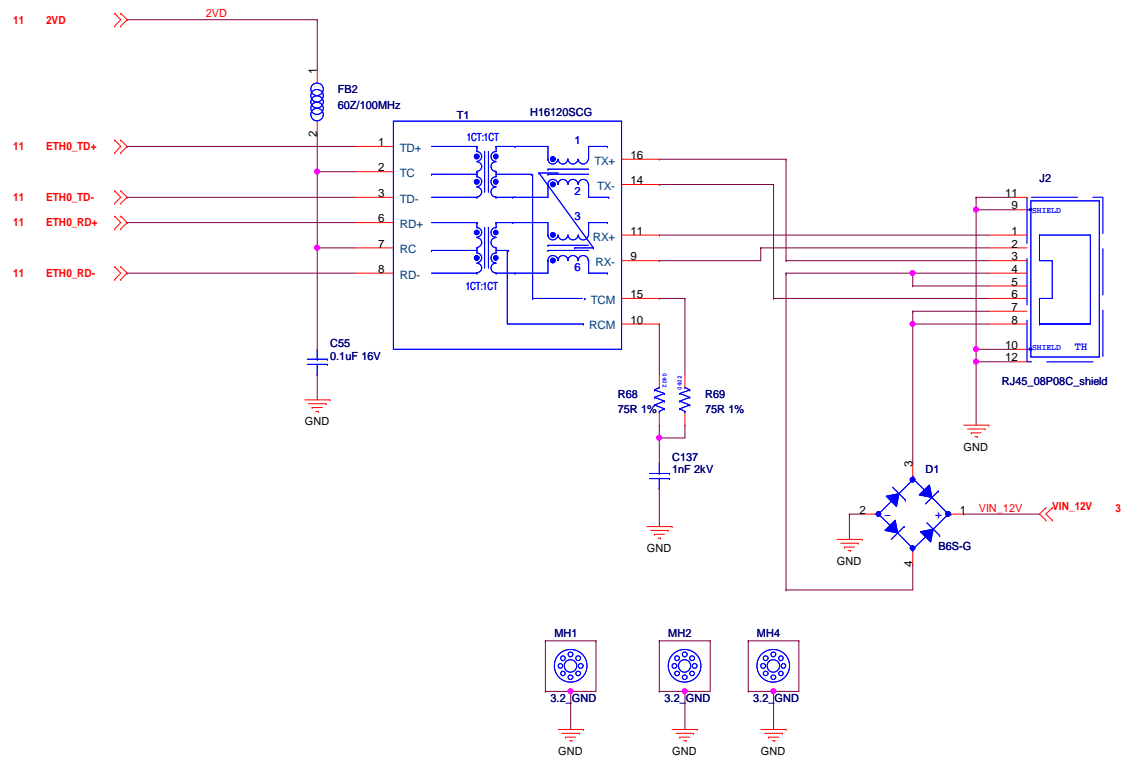 11 2VD 2VD
1
FB2
60Z/100MHz
2
T1 H16120SCG
1CT:1CT
11 ETH0_TD+ 1 TD+ 1 TX+ 16
2 TC
TX- 14
11 ETH0_TD- 3 TD- 2
11 ETH0_RD+ 6 RD+ 3
RX+ 11
7 RC
RX- 9
11 ETH0_RD- 8 RD- 6
1CT:1CT
TCM 15
RCM 10
J2
11
9 SHIELD
1
2
3
4
5
6
7
8
10 SHIELD TH
12
RJ45_08P08C_shield
GND
C55
0.1uF 16V
GND
0402 0402
R68 R69
75R 1% 75R 1%
C137
1nF 2kV
GND
3 D1
2 - + 1 VIN_12V VIN_12V 3
B6S-G
4
GND
MH1 MH2 MH4
3.2_GND 3.2_GND 3.2_GND
GND GND GND